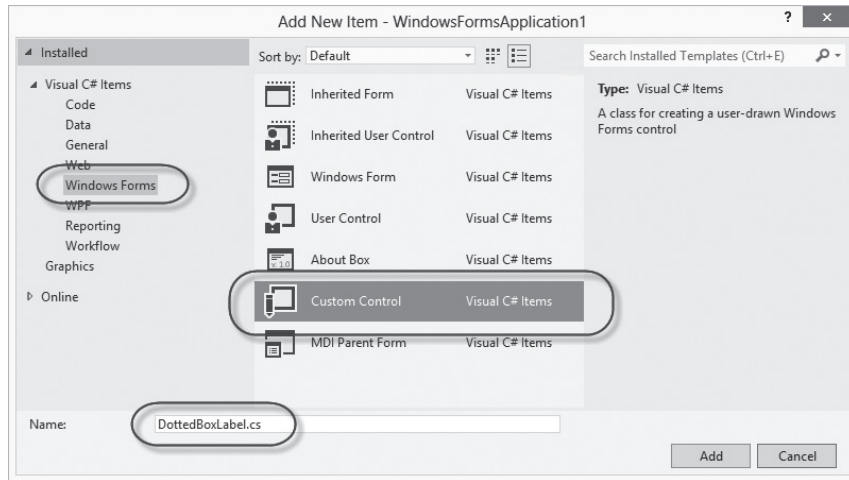 Add New Item - WindowsFormsApplication1
? ×
Installed
Sort by: Default
Search Installed Templates (Ctrl+E)
Visual C# Items
Code
Data
General
Web
Windows Forms
WPF
Reporting
Workflow
Graphics
Online
Inherited Form Visual C# Items
Inherited User Control Visual C# Items
Windows Form Visual C# Items
User Control Visual C# Items
v. 1.0
About Box Visual C# Items
Custom Control Visual C# Items
MDI Parent Form Visual C# Items
Type: Visual C# Items
A class for creating a user-drawn Windows
Forms control
Name: DottedBoxLabel.cs
Add Cancel